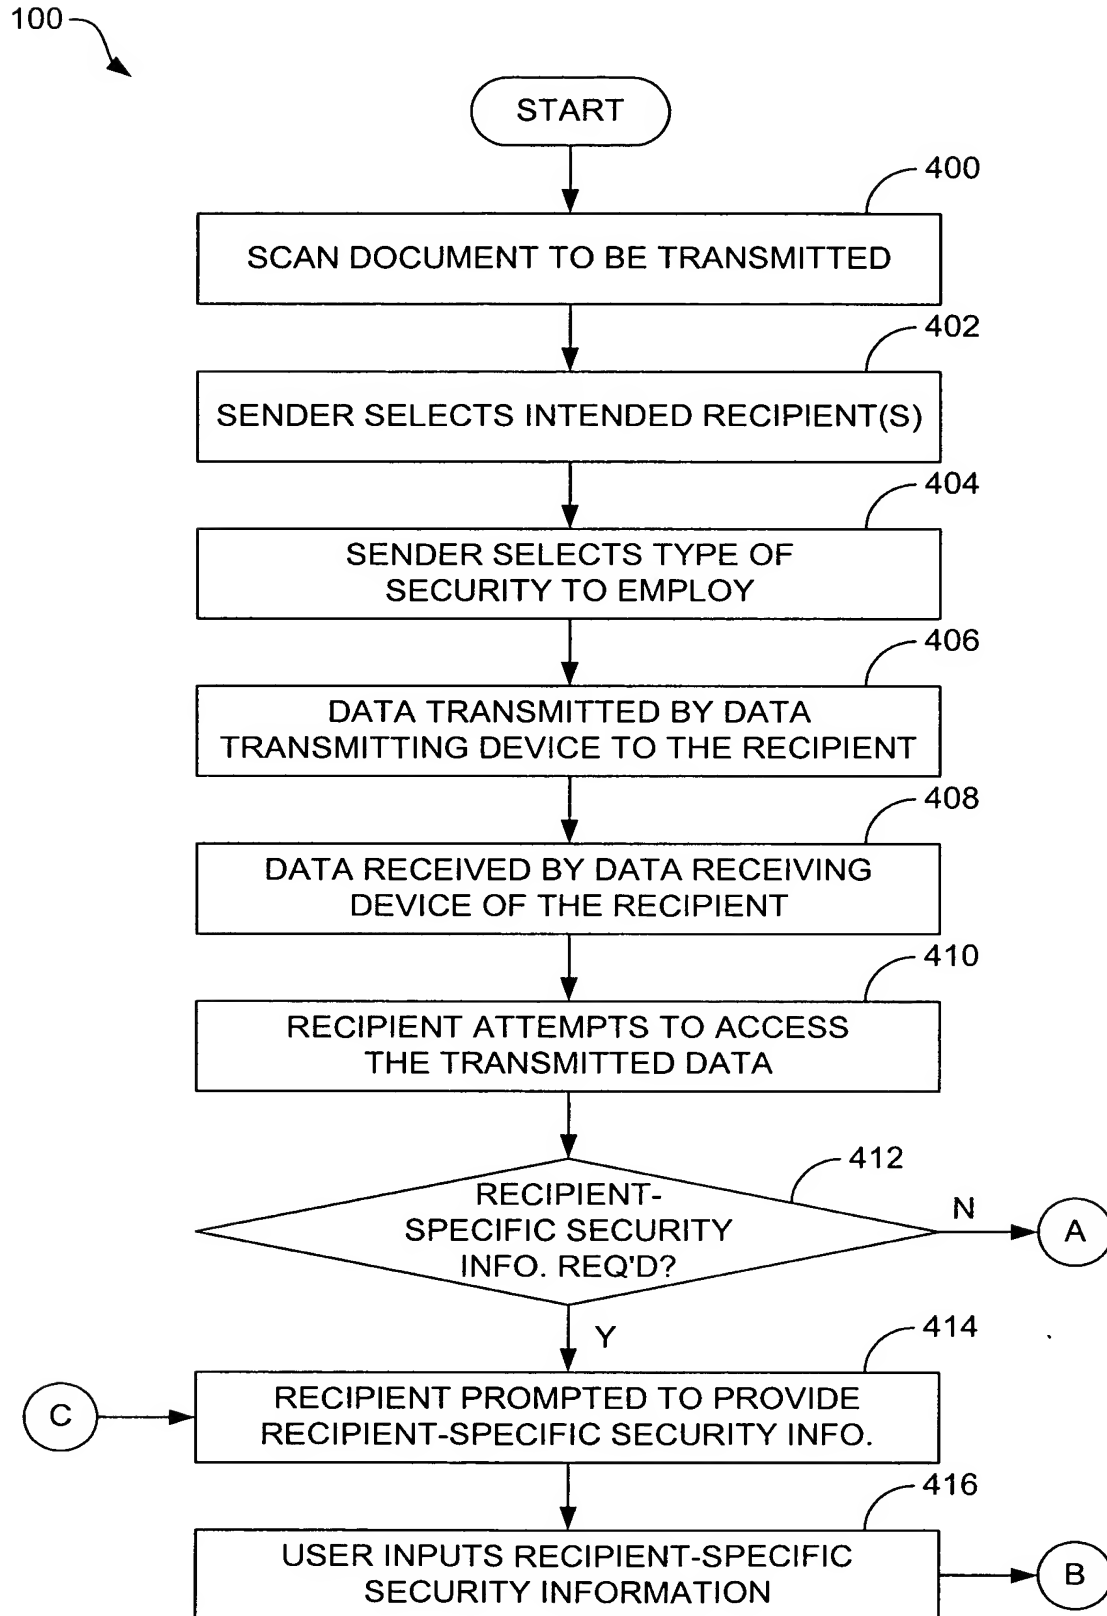 100
START
400
SCAN DOCUMENT TO BE TRANSMITTED
402
SENDER SELECTS INTENDED RECIPIENT(S)
404
SENDER SELECTS TYPE OF
SECURITY TO EMPLOY
406
DATA TRANSMITTED BY DATA
TRANSMITTING DEVICE TO THE RECIPIENT
408
DATA RECEIVED BY DATA RECEIVING
DEVICE OF THE RECIPIENT
410
RECIPIENT ATTEMPTS TO ACCESS
THE TRANSMITTED DATA
412
RECIPIENT-
SPECIFIC SECURITY
INFO. REQ'D?
N
A
Y
414
C
RECIPIENT PROMPTED TO PROVIDE
RECIPIENT-SPECIFIC SECURITY INFO.
416
USER INPUTS RECIPIENT-SPECIFIC
SECURITY INFORMATION
B